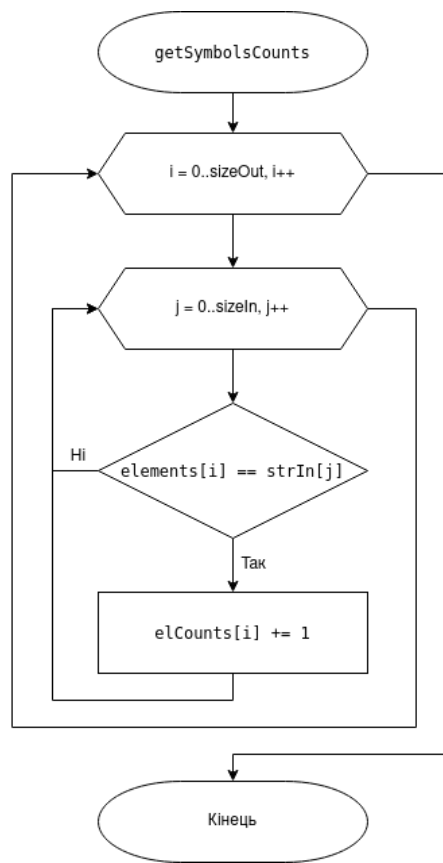 getSymbolsCounts
i = 0..sizeOut, i++
j = 0..sizeIn, j++
Ні
elements[i] == strIn[j]
Так
elCounts[i] += 1
Кінець